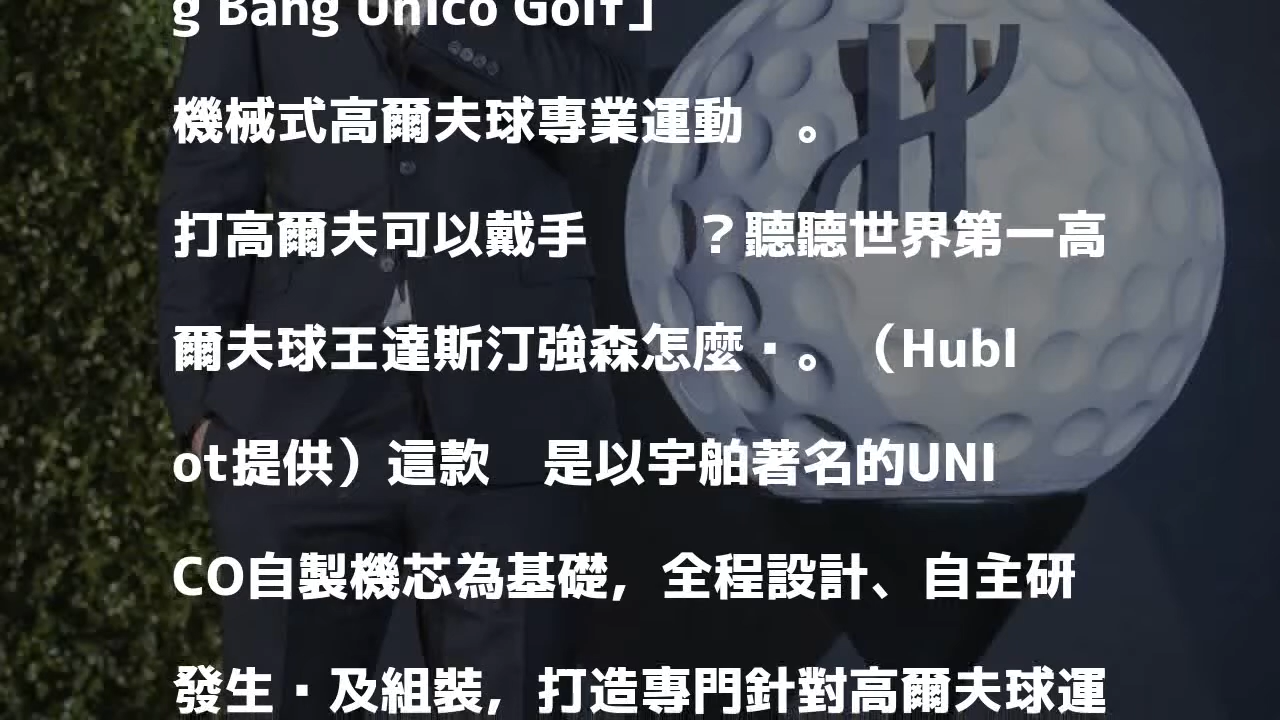 g Bang Unico Golf」
機械式高爾夫球專業運動　。
打高爾夫可以戴手　　？聽聽世界第一高
爾夫球王達斯汀強森怎麼·。（Hubl
ot提供）這款　是以宇舶著名的UNI
CO自製機芯為基礎，全程設計、自主研
發生·及組裝，打造專門針對高爾夫球運